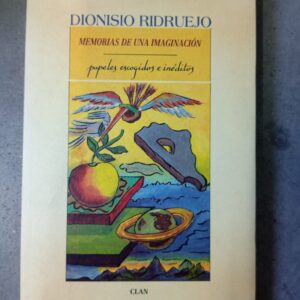 DIONISIO RIDRUEJO
MEMORIAS DE UNA IMAGINACIÓN
papeles escogidos e inéditos
CLAN